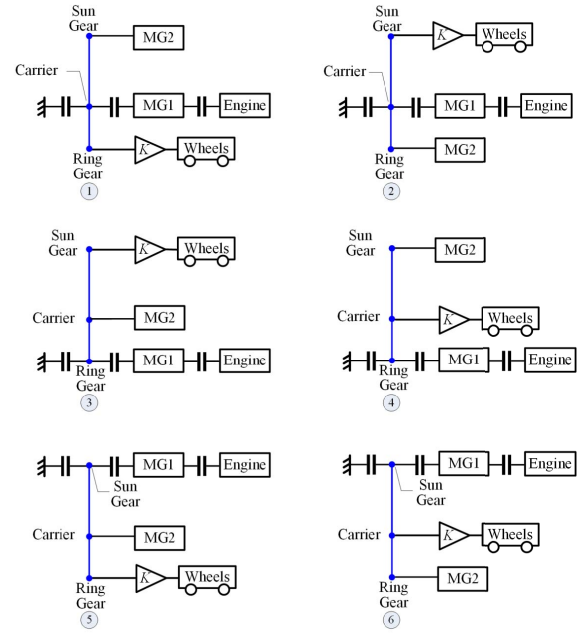 Sun
Gear
MG2
Carrier
MG1
Engine
K
Wheels
Ring
Gear
1
Sun
Gear
K
Wheels
Carrier
MG1
Engine
MG2
Ring
Gear
2
Sun
Gear
K
Wheels
Carrier
MG2
MG1
Engine
Ring
Gear
3
Sun
Gear
MG2
Carrier
K
Wheels
MG1
Engine
Ring
Gear
4
MG1
Engine
Sun
Gear
Carrier
MG2
K
Wheels
Ring
Gear
5
MG1
Engine
Sun
Gear
Carrier
K
Wheels
MG2
Ring
Gear
6